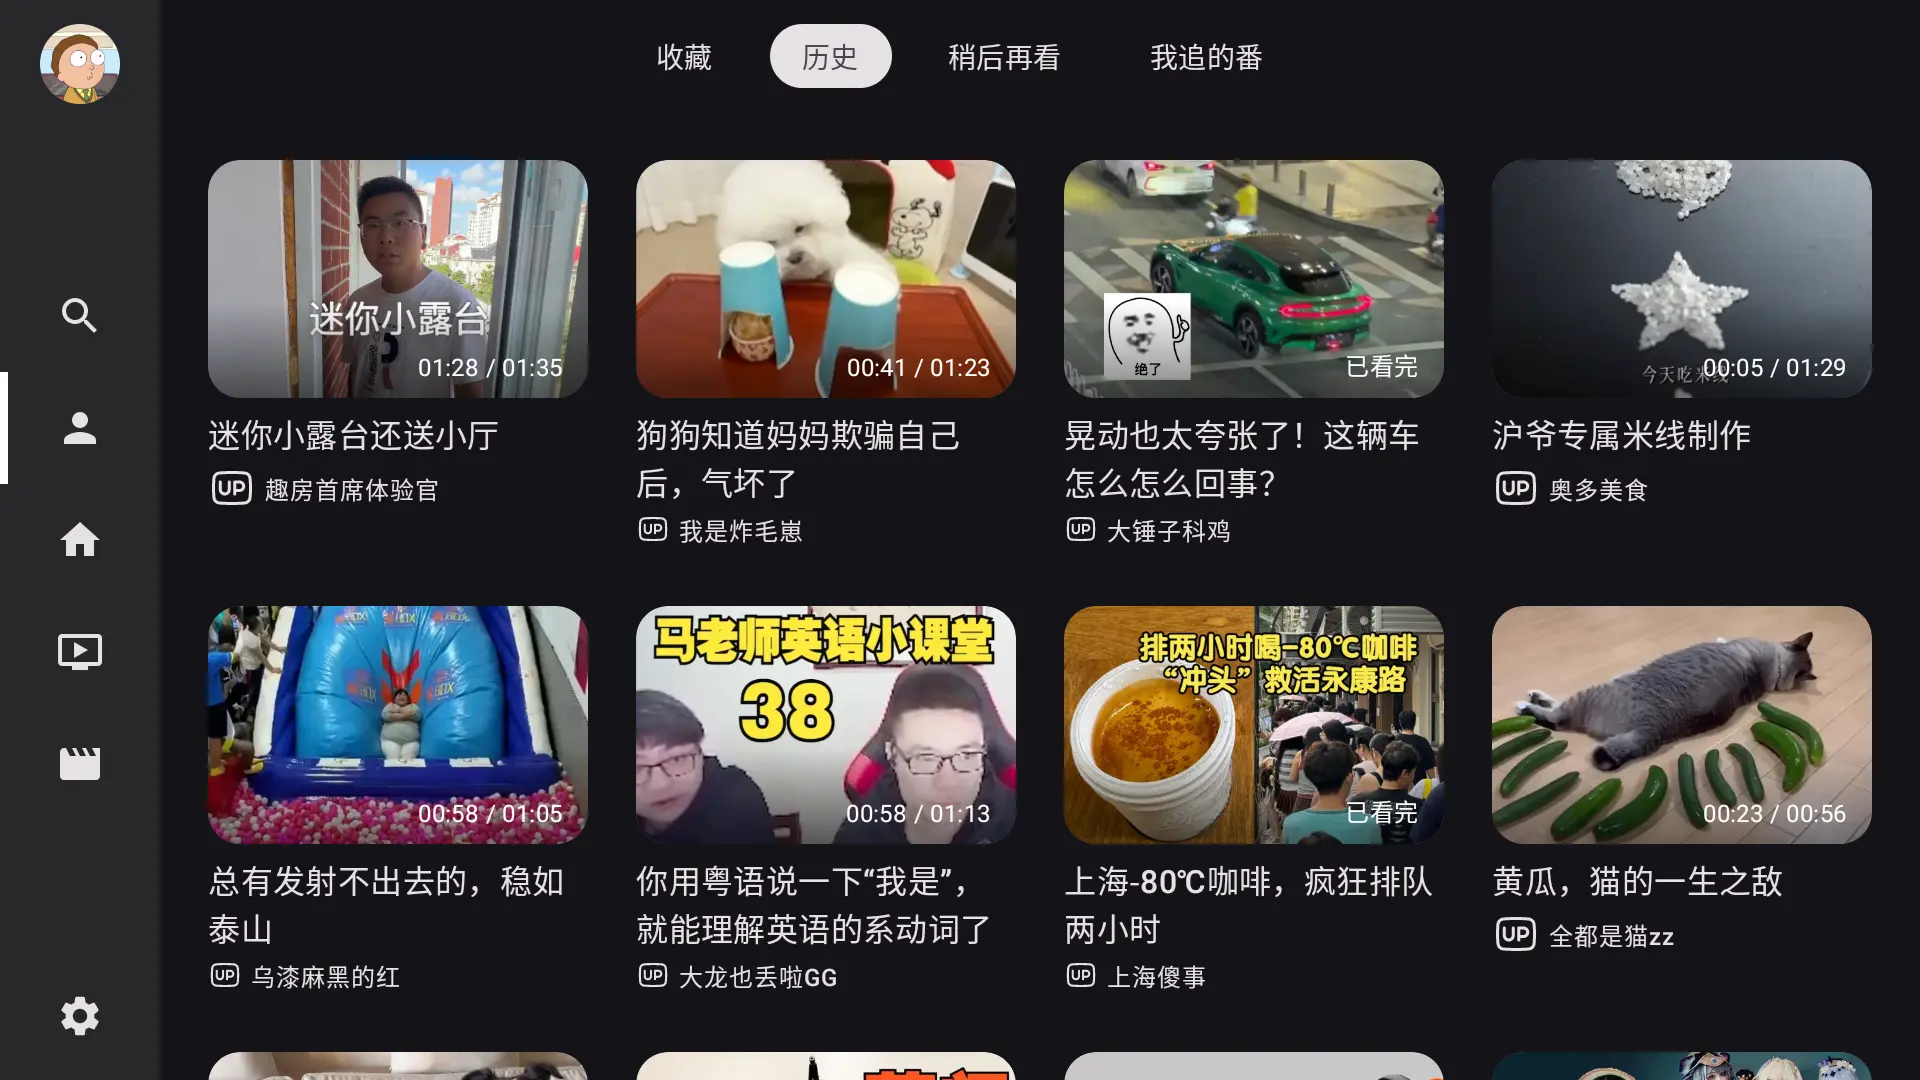 收藏
历史
稍后再看
我追的番
迷你小露台
01:28 / 01:35
00:41 / 01:23
绝了
已看完
今天吃米线
00:05 / 01:29
迷你小露台还送小厅
UP 趣房首席体验官
狗狗知道妈妈欺骗自己
后，气坏了
UP 我是炸毛崽
晃动也太夸张了！这辆车
怎么怎么回事？
UP 大锤子科鸡
沪爷专属米线制作
UP 奥多美食
00:58 / 01:05
马老师英语小课堂
38
00:58 / 01:13
排两小时喝-80℃咖啡
“冲头”救活永康路
已看完
00:23 / 00:56
总有发射不出去的，稳如
泰山
UP 乌漆麻黑的红
你用粤语说一下“我是”，
就能理解英语的系动词了
UP 大龙也丢啦GG
上海-80℃咖啡，疯狂排队
两小时
UP 上海傻事
黄瓜，猫的一生之敌
UP 全都是猫zz